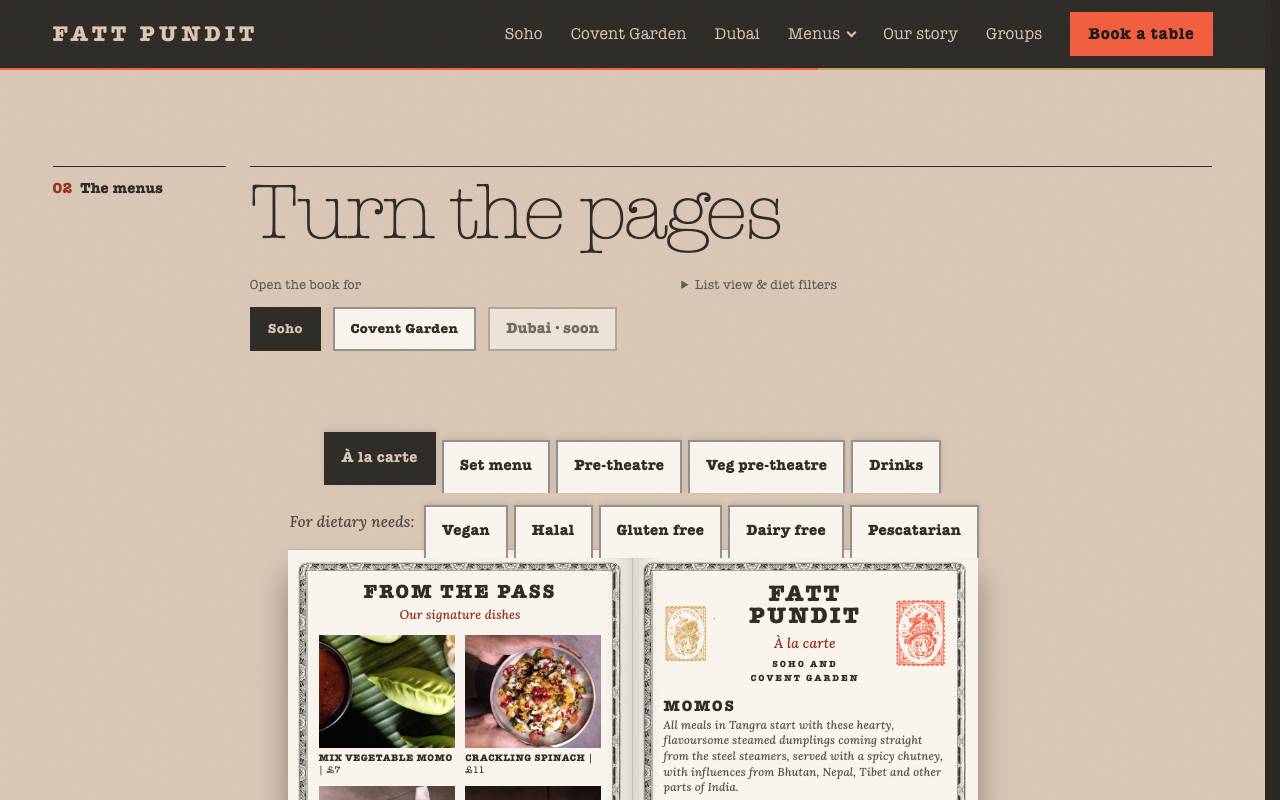 FATT PUNDIT
Soho
Covent Garden
Dubai
Menus
Our story
Groups
Book a table
02 The menus
Turn the pages
Open the book for
List view & diet filters
Soho
Covent Garden
Dubai · soon
À la carte
Set menu
Pre-theatre
Veg pre-theatre
Drinks
For dietary needs:
Vegan
Halal
Gluten free
Dairy free
Pescatarian
FROM THE PASS
Our signature dishes
MIX VEGETABLE MOMO
| £7
CRACKLING SPINACH |
£11
FATT
PUNDIT
À la carte
SOHO AND
COVENT GARDEN
MOMOS
All meals in Tangra start with these hearty,
flavoursome steamed dumplings coming straight
from the steel steamers, served with a spicy chutney,
with influences from Bhutan, Nepal, Tibet and other
parts of India.